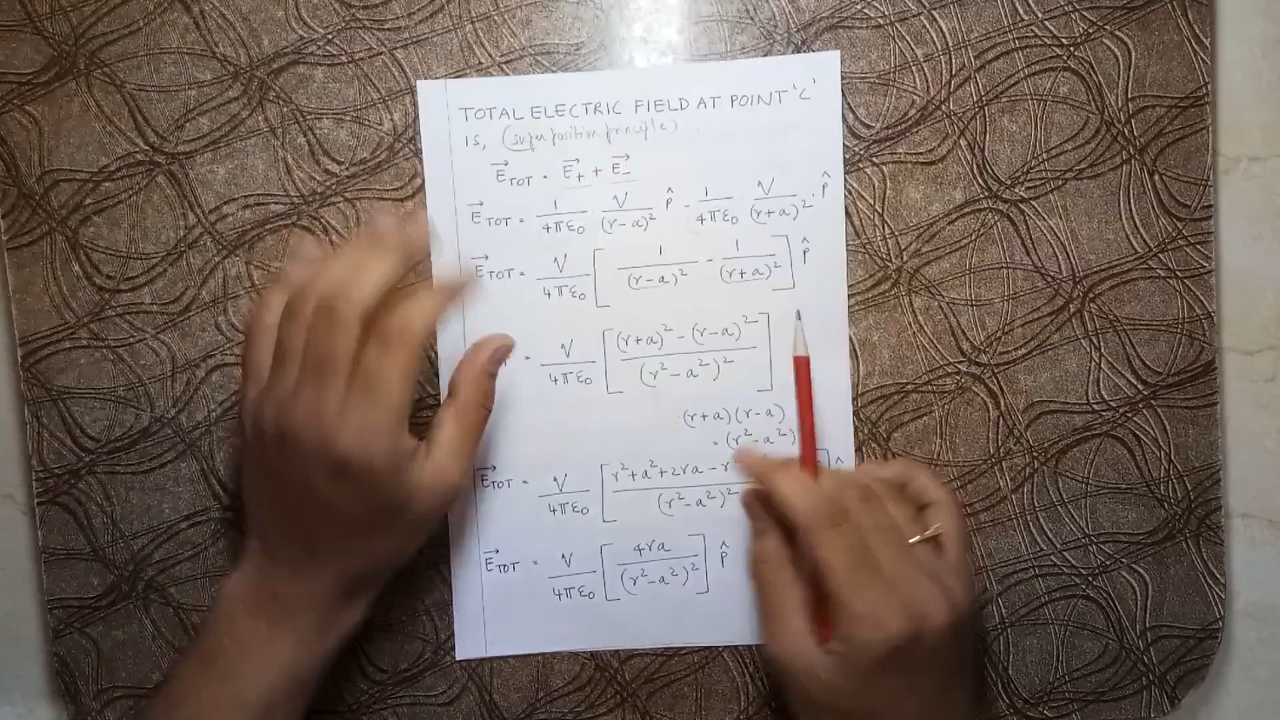 TOTAL ELECTRIC FIELD AT POINT 'C'
IS, (superposition principle)
E⃗TOT = E⃗+ + E⃗−
E⃗TOT = 1/4πε0 V/(r−a)² p̂ − 1/4πε0 V/(r+a)² · p̂
E⃗TOT = V/4πε0 [ 1/(r−a)² − 1/(r+a)² ] p̂
= V/4πε0 [ (r+a)² − (r−a)² / (r²−a²)² ]
(r+a)(r−a)
= (r²−a²)
E⃗TOT = V/4πε0 [ r²+a²+2ra − r / (r²−a²)²
E⃗TOT = V/4πε0 [ 4ra / (r²−a²)² ] p̂